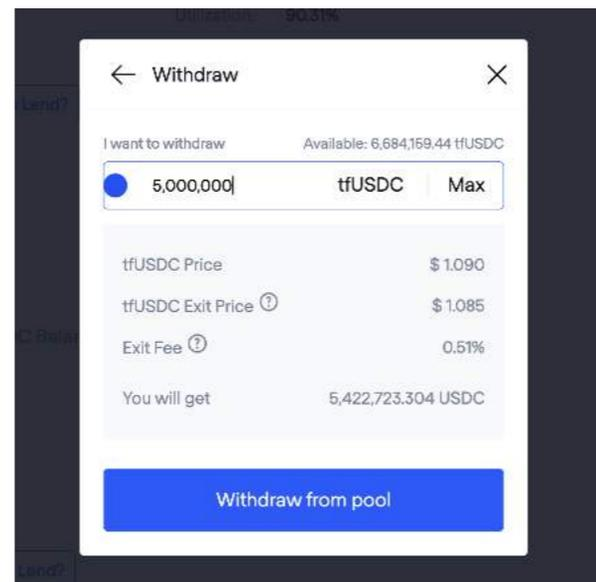 Utilization: 90.31%
Withdraw
Lend?
I want to withdraw Available: 6,684,159.44 tfUSDC
5,000,000 tfUSDC Max
tfUSDC Price $ 1.090
tfUSDC Exit Price ? $ 1.085
Exit Fee ? 0.51%
You will get 5,422,723.304 USDC
Withdraw from pool
Lend?